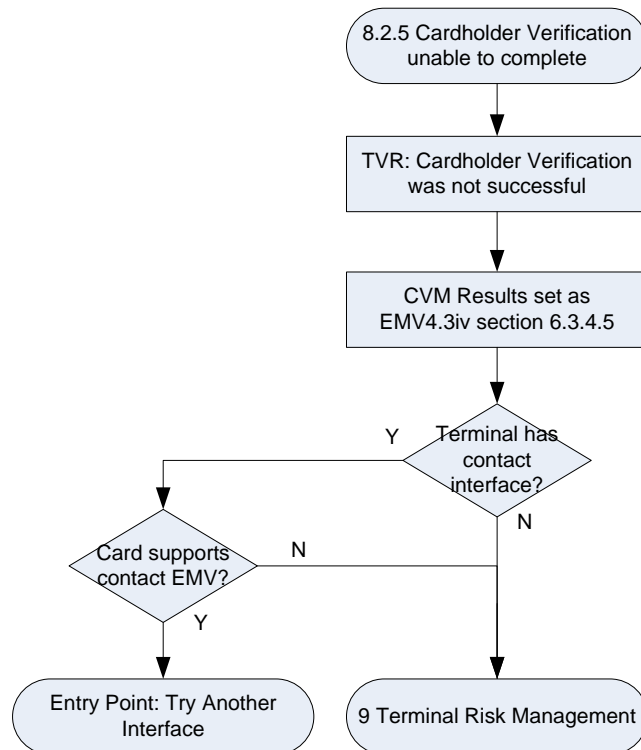 8.2.5 Cardholder Verification
unable to complete
TVR: Cardholder Verification
was not successful
CVM Results set as
EMV4.3iv section 6.3.4.5
Y
Terminal has
contact
interface?
N
Card supports
contact EMV?
N
Y
Entry Point: Try Another
Interface
9 Terminal Risk Management